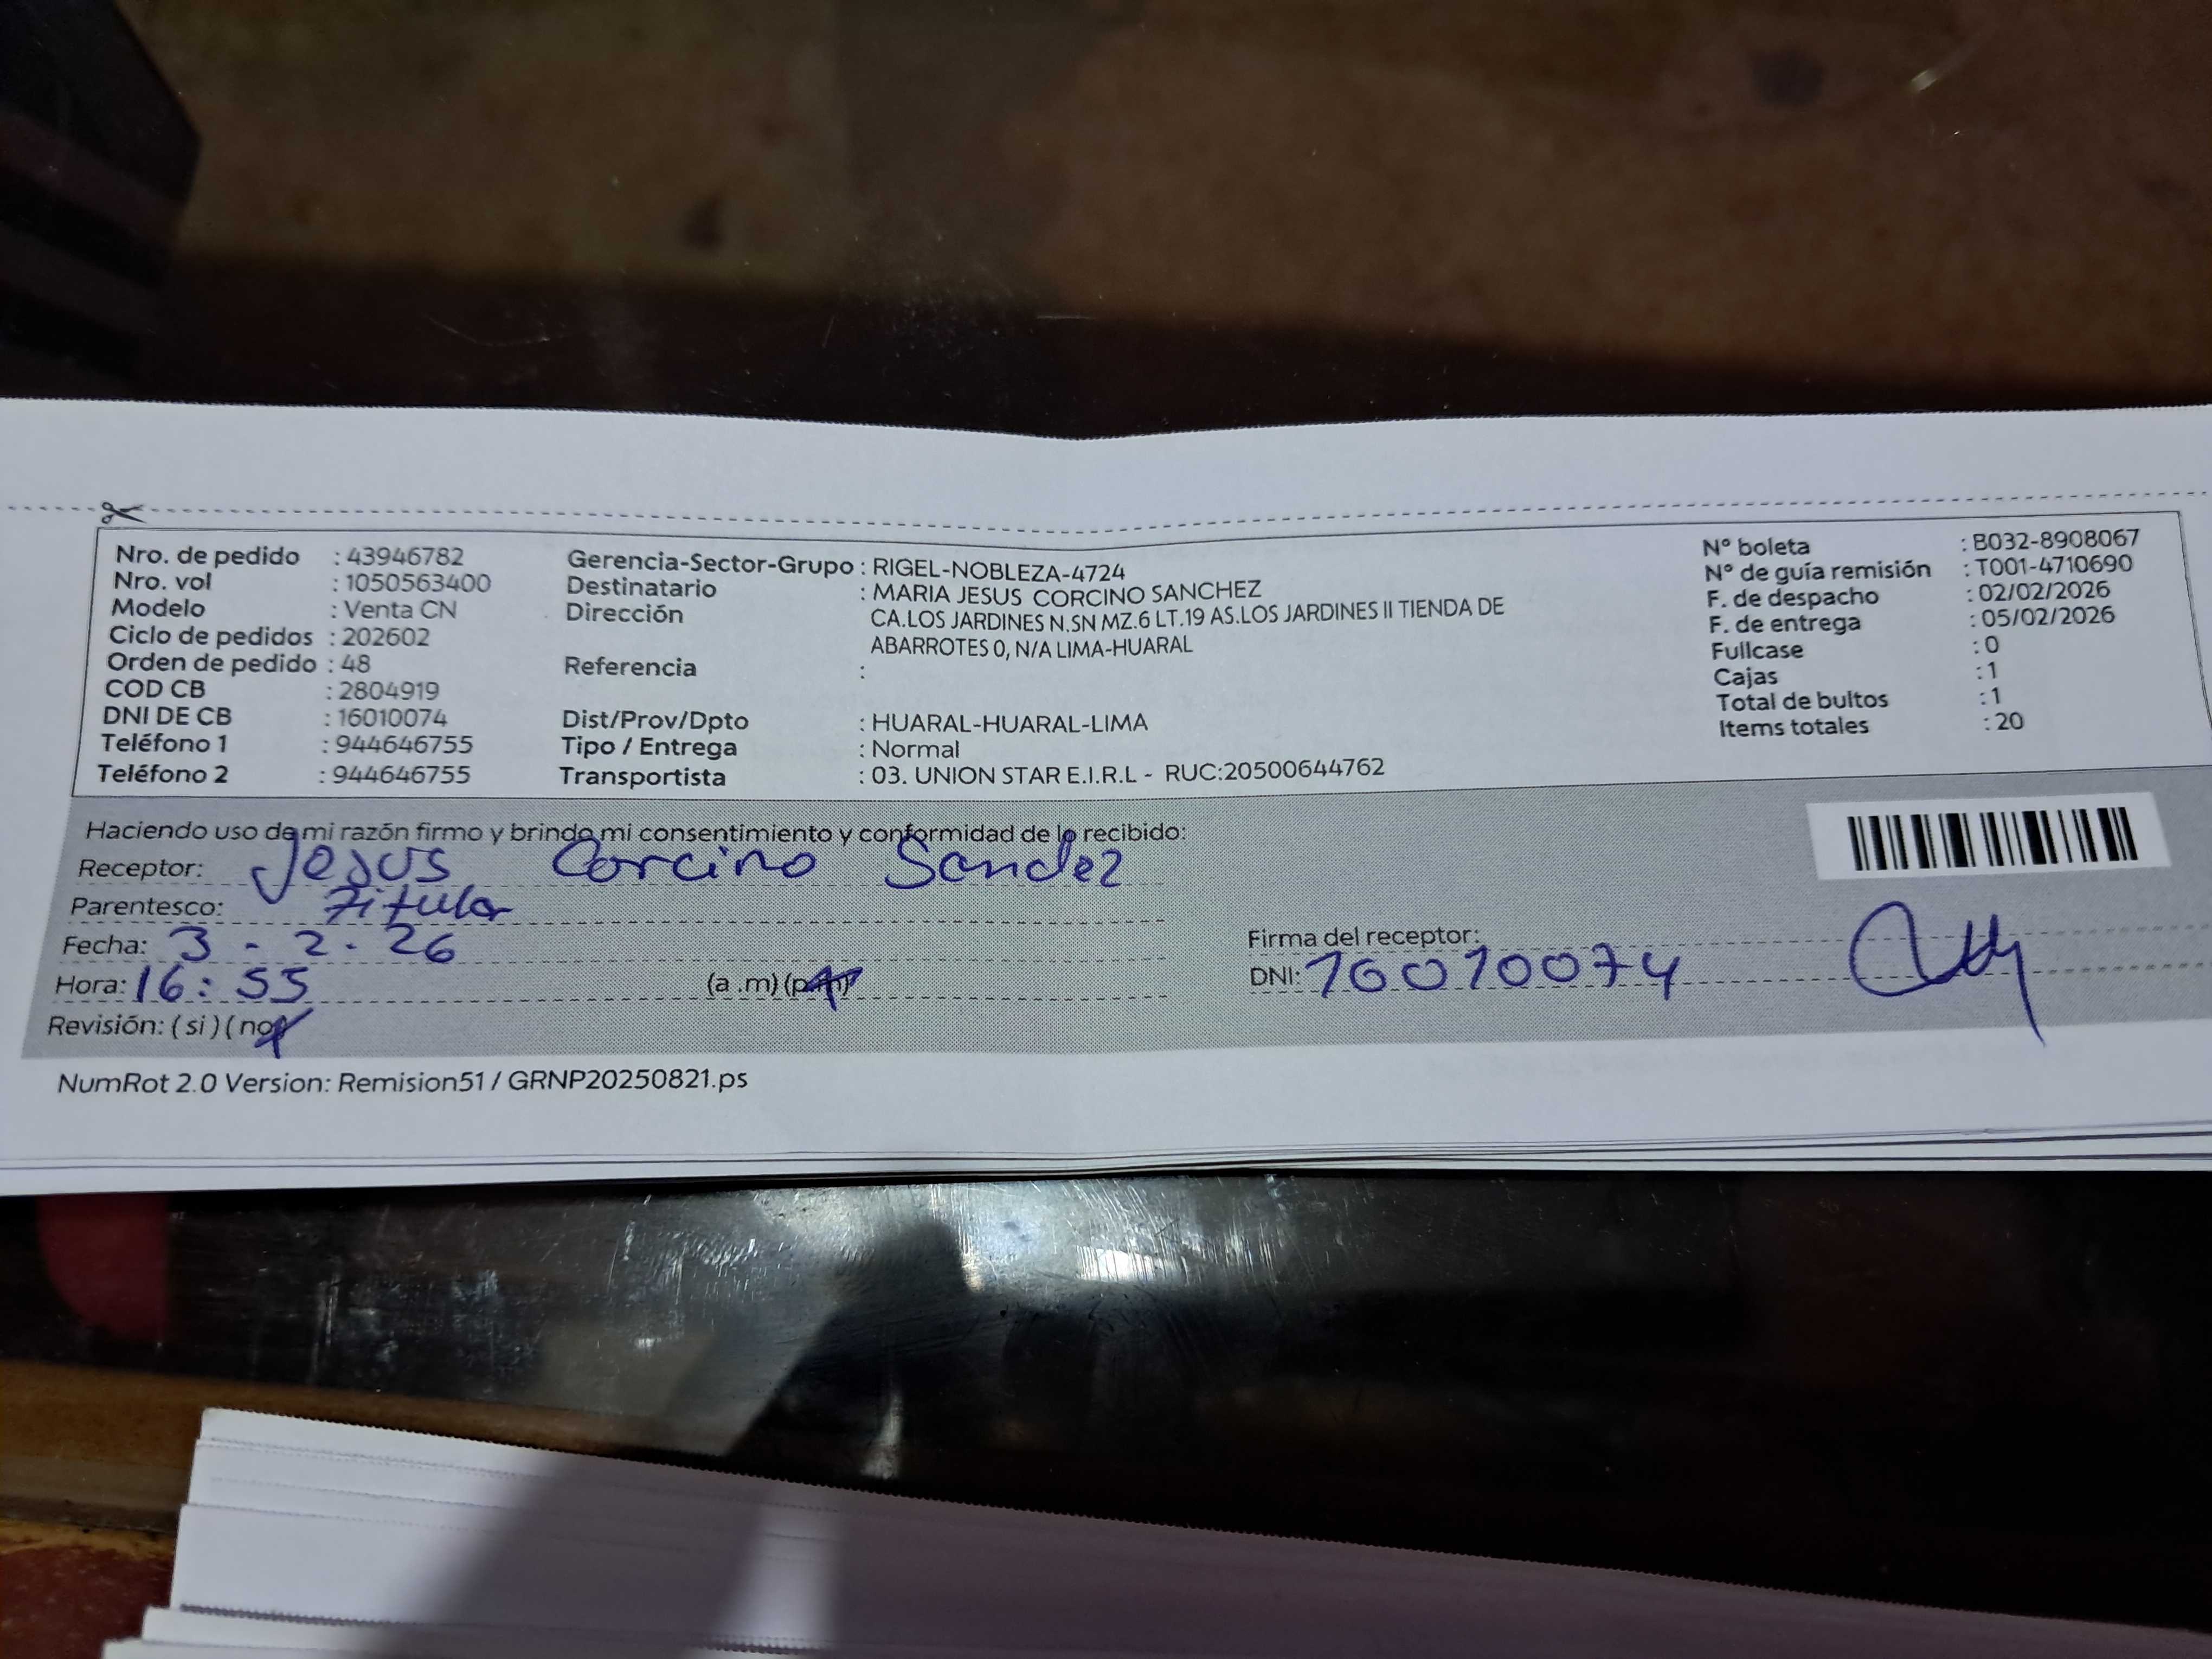 Nro. de pedido : 43946782
Nro. vol : 1050563400
Modelo : Venta CN
Ciclo de pedidos : 202602
Orden de pedido : 48
COD CB : 2804919
DNI DE CB : 16010074
Teléfono 1 : 944646755
Teléfono 2 : 944646755
Gerencia-Sector-Grupo : RIGEL-NOBLEZA-4724
Destinatario : MARIA JESUS CORCINO SANCHEZ
Dirección CA.LOS JARDINES N.SN MZ.6 LT.19 AS.LOS JARDINES II TIENDA DE
ABARROTES 0, N/A LIMA-HUARAL
Referencia :
Dist/Prov/Dpto : HUARAL-HUARAL-LIMA
Tipo / Entrega : Normal
Transportista : 03. UNION STAR E.I.R.L - RUC:20500644762
N° boleta : B032-8908067
N° de guía remisión : T001-4710690
F. de despacho : 02/02/2026
F. de entrega : 05/02/2026
Fullcase : 0
Cajas : 1
Total de bultos : 1
Items totales : 20
Haciendo uso de mi razón firmo y brindo mi consentimiento y conformidad de lo recibido:
Receptor: Jesus Corcino Sandez
Parentesco: Titular
Fecha: 3 - 2 - 26
Hora: 16:55 (a .m) (p.m)
Revisión: ( si ) ( no )
Firma del receptor:
DNI: 16010074
NumRot 2.0 Version: Remision51 / GRNP20250821.ps